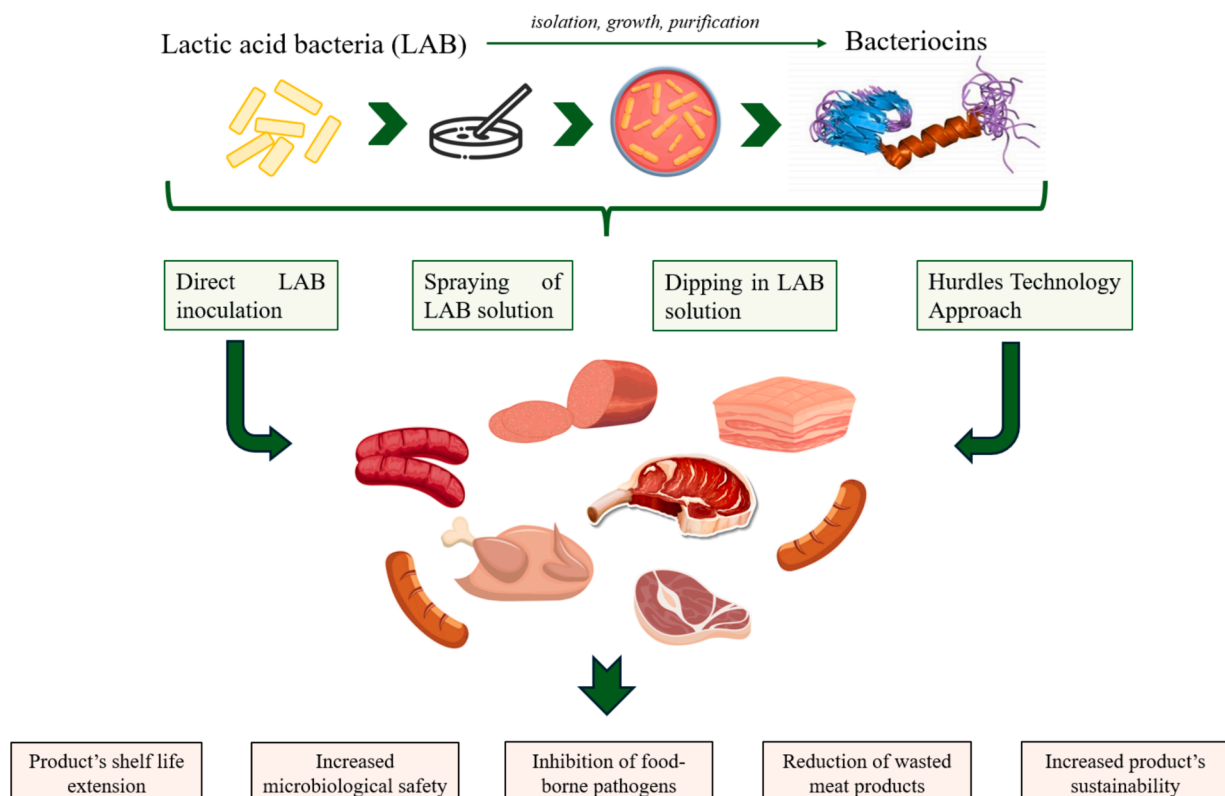 isolation, growth, purification
Lactic acid bacteria (LAB)
Bacteriocins
Direct LAB
inoculation
Spraying of
LAB solution
Dipping in LAB
solution
Hurdles Technology
Approach
Product's shelf life
extension
Increased
microbiological safety
Inhibition of food-
borne pathogens
Reduction of wasted
meat products
Increased product's
sustainability